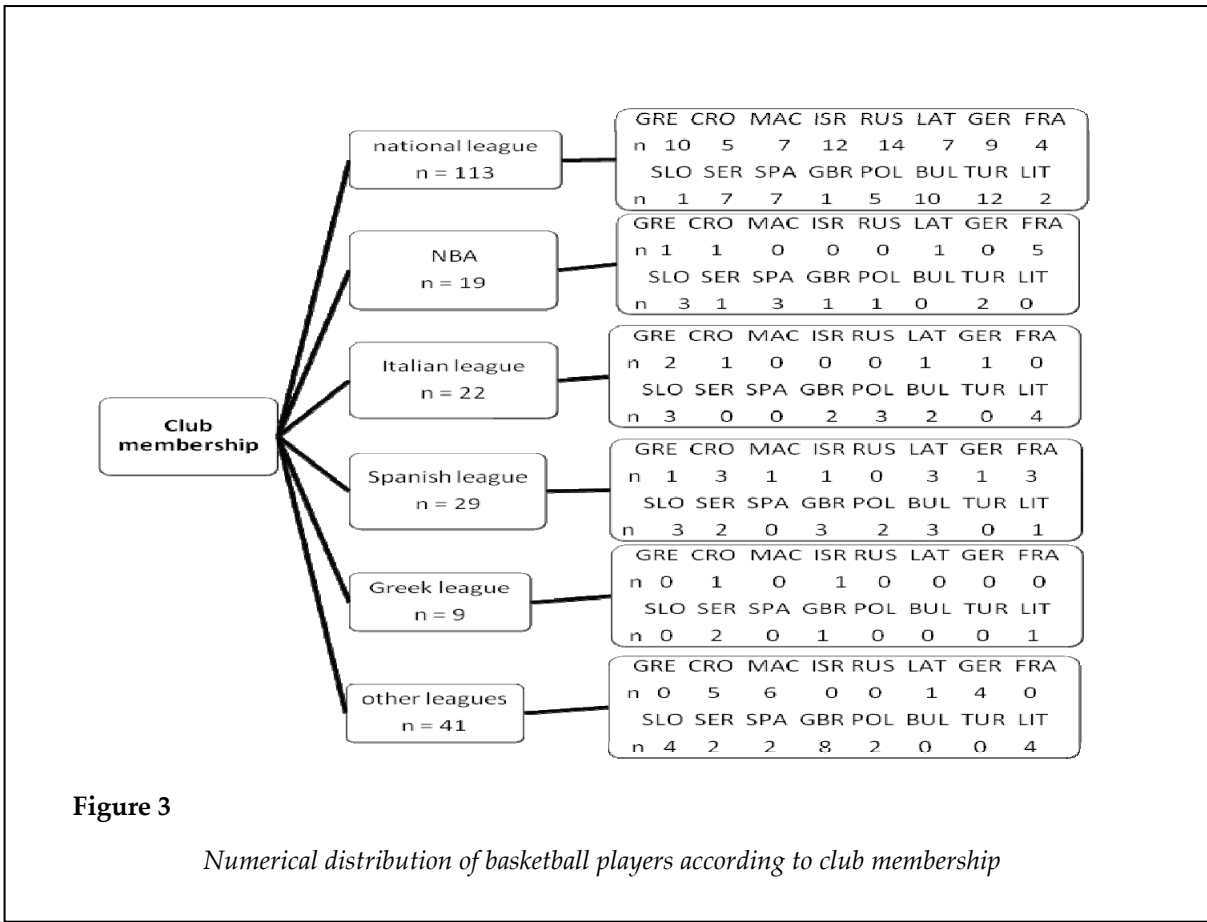 national league
n = 113
GRE CRO MAC ISR RUS LAT GER FRA
n 10 5 7 12 14 7 9 4
SLO SER SPA GBR POL BUL TUR LIT
n 1 7 7 1 5 10 12 2
NBA
n = 19
GRE CRO MAC ISR RUS LAT GER FRA
n 1 1 0 0 0 1 0 5
SLO SER SPA GBR POL BUL TUR LIT
n 3 1 3 1 1 0 2 0
Italian league
n = 22
GRE CRO MAC ISR RUS LAT GER FRA
n 2 1 0 0 0 1 1 0
SLO SER SPA GBR POL BUL TUR LIT
n 3 0 0 2 3 2 0 4
Club
membership
Spanish league
n = 29
GRE CRO MAC ISR RUS LAT GER FRA
n 1 3 1 1 0 3 1 3
SLO SER SPA GBR POL BUL TUR LIT
n 3 2 0 3 2 3 0 1
Greek league
n = 9
GRE CRO MAC ISR RUS LAT GER FRA
n 0 1 0 1 0 0 0 0
SLO SER SPA GBR POL BUL TUR LIT
n 0 2 0 1 0 0 0 1
other leagues
n = 41
GRE CRO MAC ISR RUS LAT GER FRA
n 0 5 6 0 0 1 4 0
SLO SER SPA GBR POL BUL TUR LIT
n 4 2 2 8 2 0 0 4
Figure 3
Numerical distribution of basketball players according to club membership